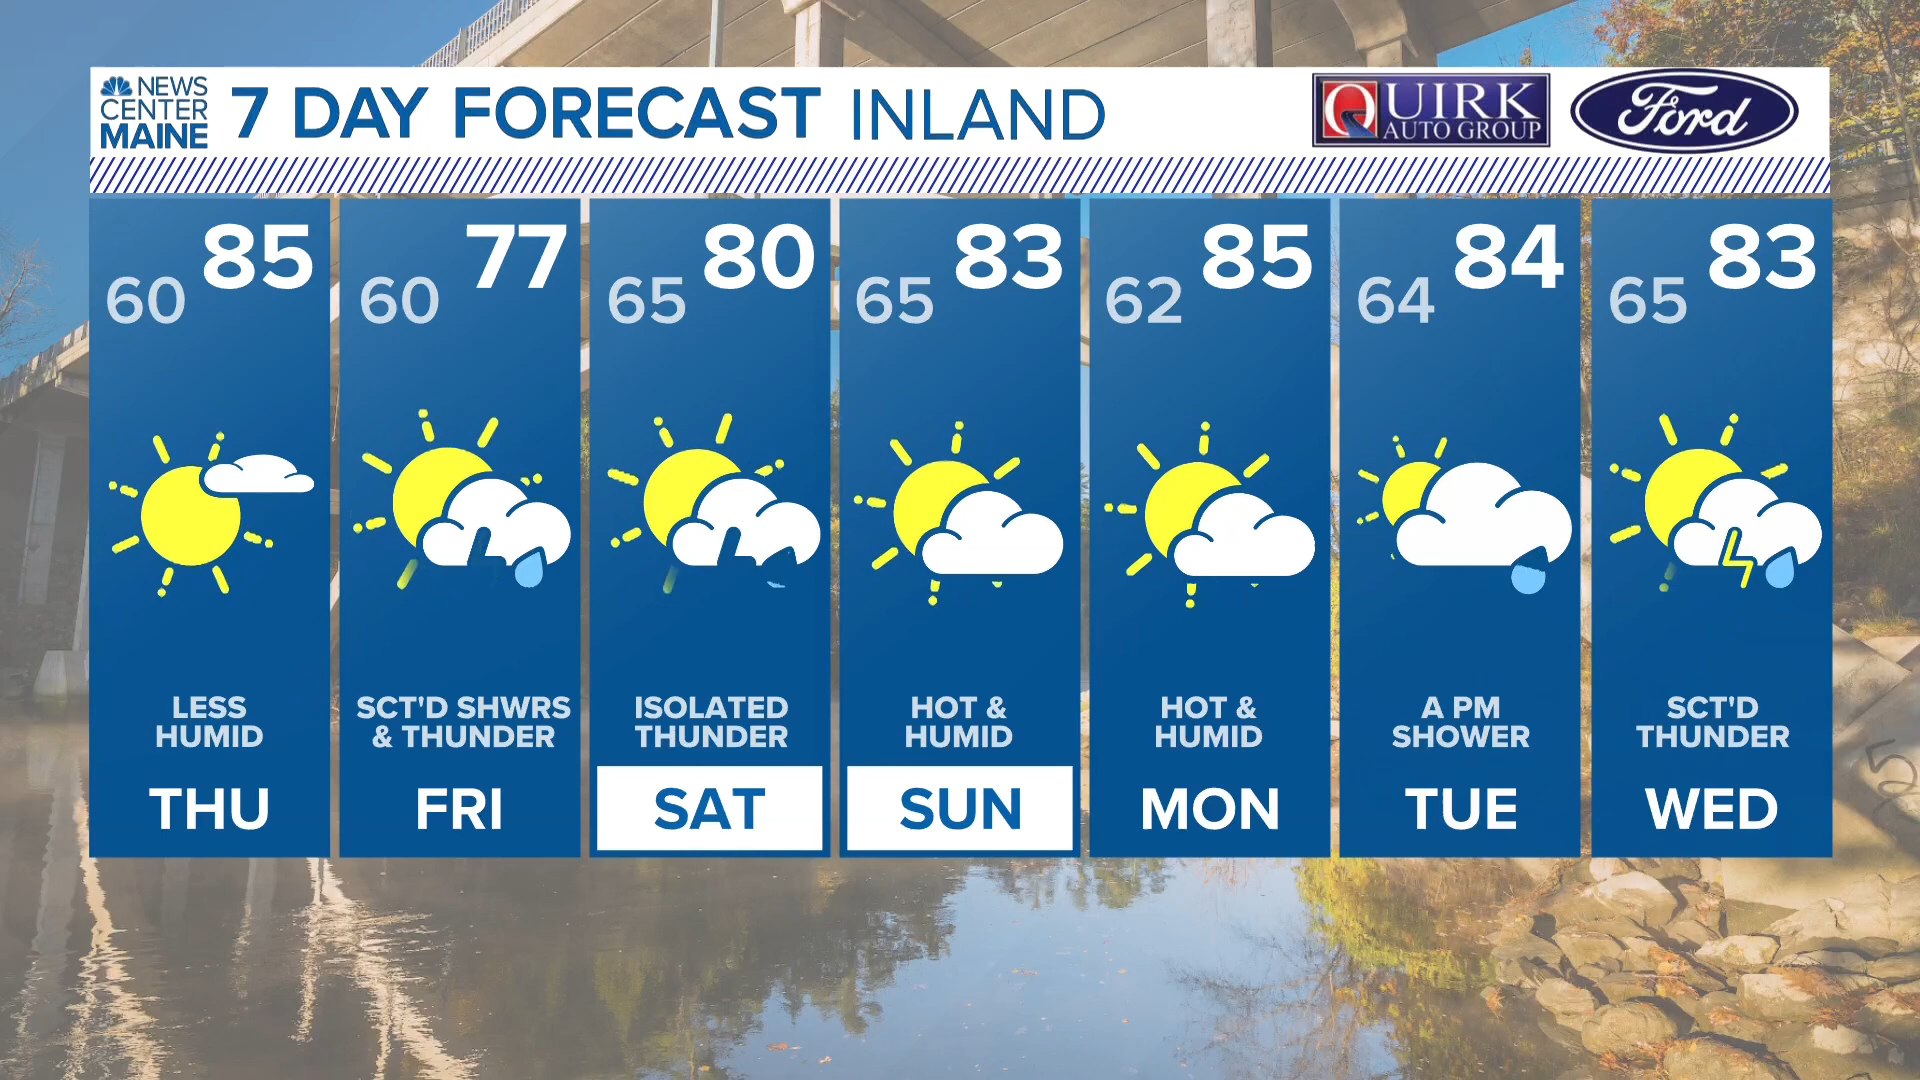 NEWS
CENTER
MAINE
7 DAY FORECAST INLAND
QUIRK
AUTO GROUP
Ford
60 85
60 77
65 80
65 83
62 85
64 84
65 83
LESS
HUMID
THU
SCT'D SHWRS
& THUNDER
FRI
ISOLATED
THUNDER
SAT
HOT &
HUMID
SUN
HOT &
HUMID
MON
A PM
SHOWER
TUE
SCT'D
THUNDER
WED